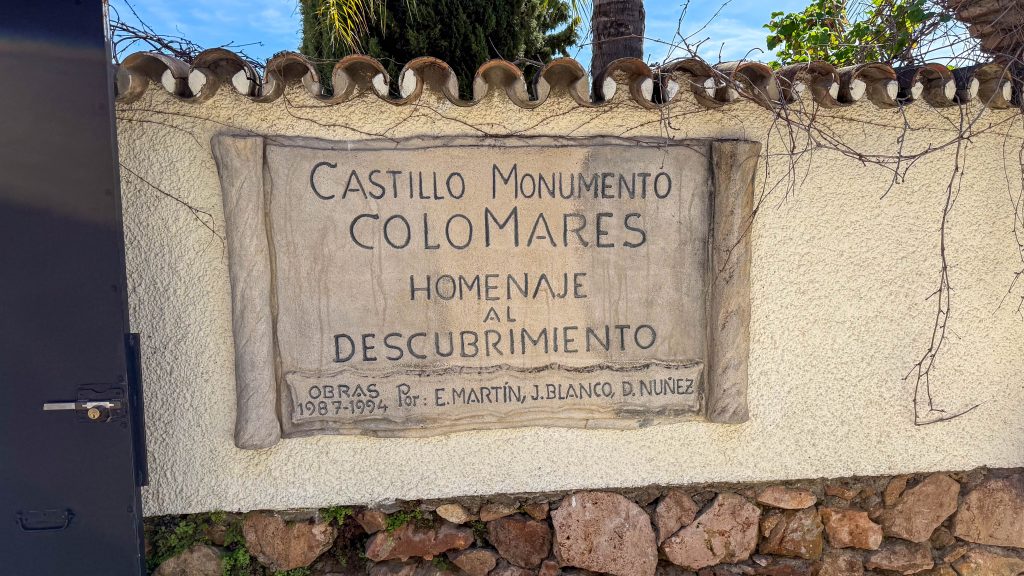 CASTILLO MONUMENTO
COLOMARES
HOMENAJE
AL
DESCUBRIMIENTO
OBRAS
1987-1994 Por: E. MARTÍN, J. BLANCO, D. NUÑEZ